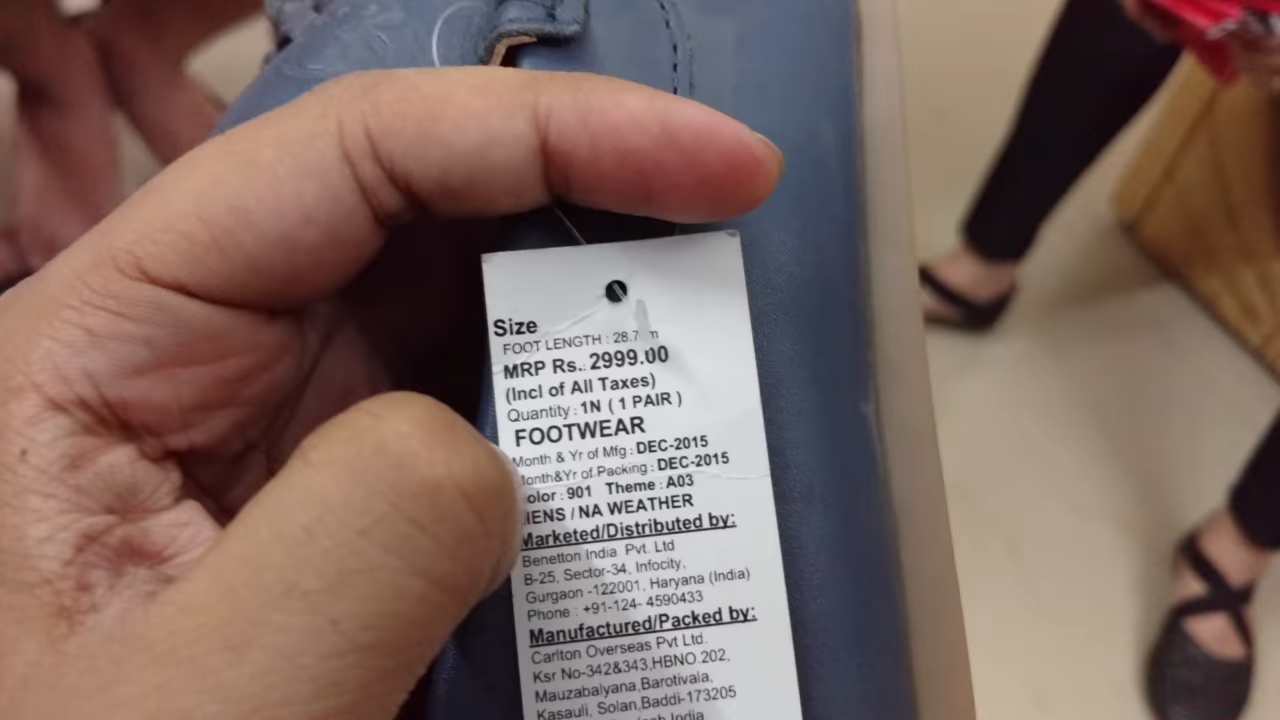 Size
FOOT LENGTH : 28.7
MRP Rs.: 2999.00
(Incl of All Taxes)
Quantity : 1N ( 1 PAIR )
FOOTWEAR
Month & Yr of Mfg : DEC-2015
Month&Yr of Packing : DEC-2015
olor : 901 Theme : A03
ENS / NA WEATHER
Marketed/Distributed by:
Benetton India Pvt. Ltd
B-25, Sector-34, Infocity,
Gurgaon -122001, Haryana (India)
Phone : +91-124- 4590433
Manufactured/Packed by:
Carlton Overseas Pvt Ltd.
Ksr No-342&343,HBNO.202,
Mauzabalyana,Barotivala,
Kasauli, Solan,Baddi-173205
India